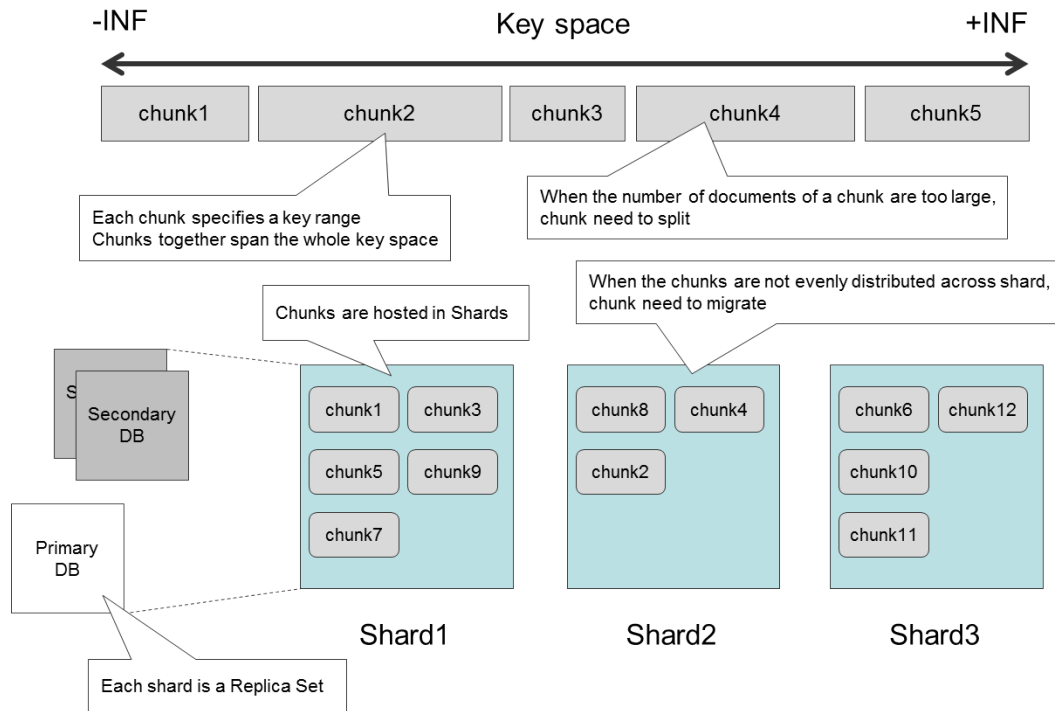 -INF
Key space
+INF
chunk1
chunk2
chunk3
chunk4
chunk5
Each chunk specifies a key range
Chunks together span the whole key space
When the number of documents of a chunk are too large,
chunk need to split
When the chunks are not evenly distributed across shard,
chunk need to migrate
Chunks are hosted in Shards
S
Secondary
DB
Primary
DB
chunk1
chunk3
chunk5
chunk9
chunk7
chunk8
chunk4
chunk2
chunk6
chunk12
chunk10
chunk11
Shard1
Shard2
Shard3
Each shard is a Replica Set